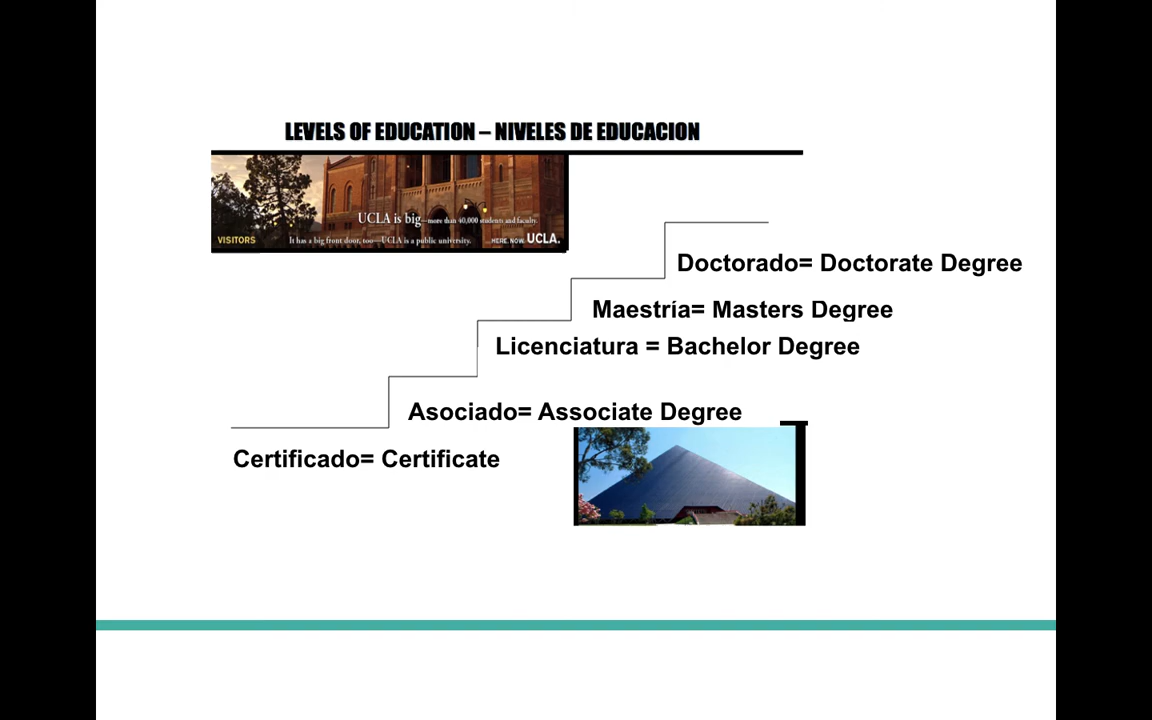 LEVELS OF EDUCATION – NIVELES DE EDUCACION
UCLA is big—more than 40,000 students and faculty.
VISITORS
It has a big front door, too—UCLA is a public university.
HERE. NOW. UCLA.
Doctorado= Doctorate Degree
Maestría= Masters Degree
Licenciatura = Bachelor Degree
Asociado= Associate Degree
Certificado= Certificate